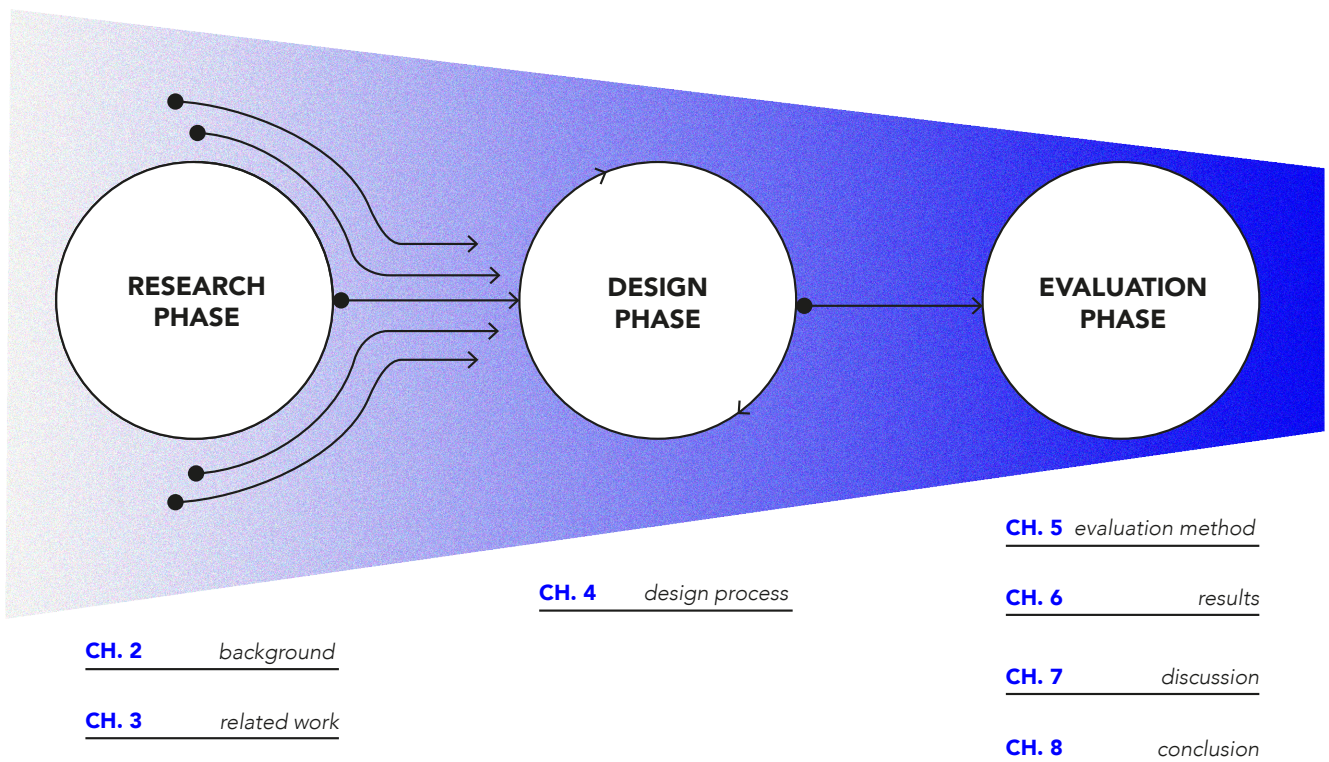 RESEARCH
PHASE
DESIGN
PHASE
EVALUATION
PHASE
CH. 2 background
CH. 3 related work
CH. 4 design process
CH. 5 evaluation method
CH. 6 results
CH. 7 discussion
CH. 8 conclusion